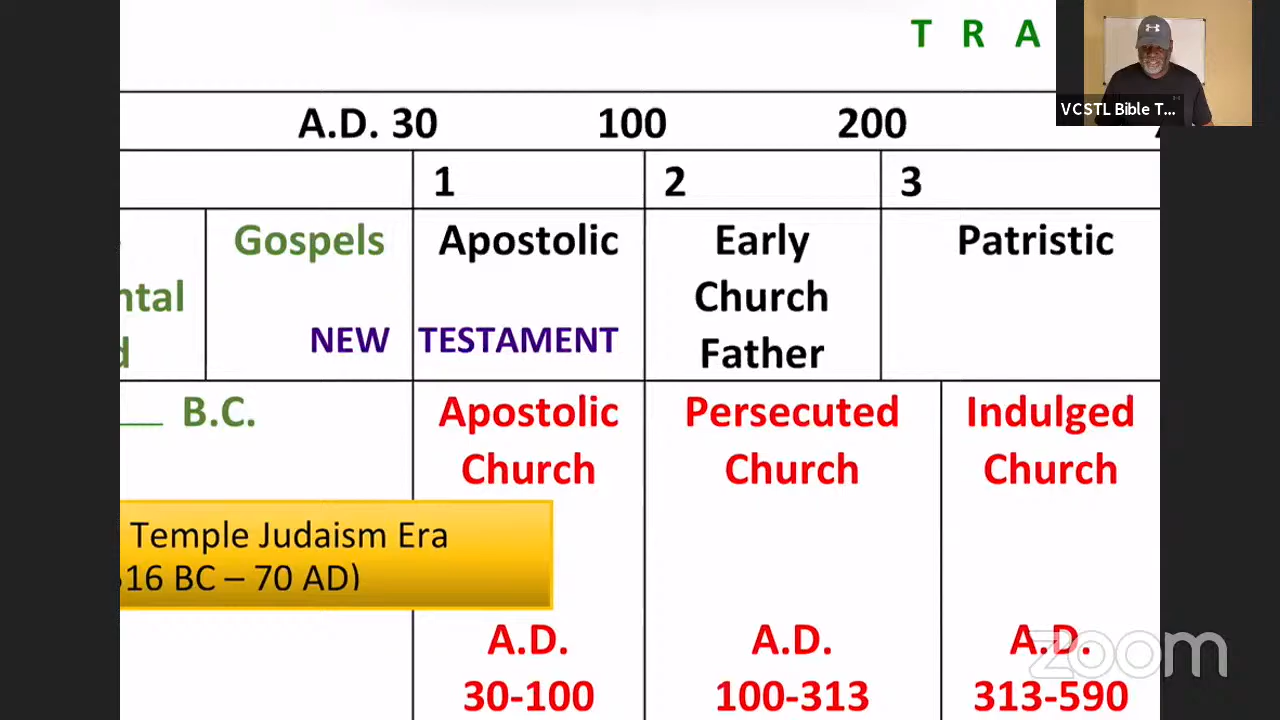 T R A
VCSTL Bible T...
A.D. 30 100 200
1 2 3
Gospels Apostolic Early Patristic
ntal Church
NEW TESTAMENT
d Father
B.C. Apostolic Persecuted Indulged
Church Church Church
Temple Judaism Era
516 BC – 70 AD)
A.D. A.D. A.D.
30-100 100-313 313-590
zoom